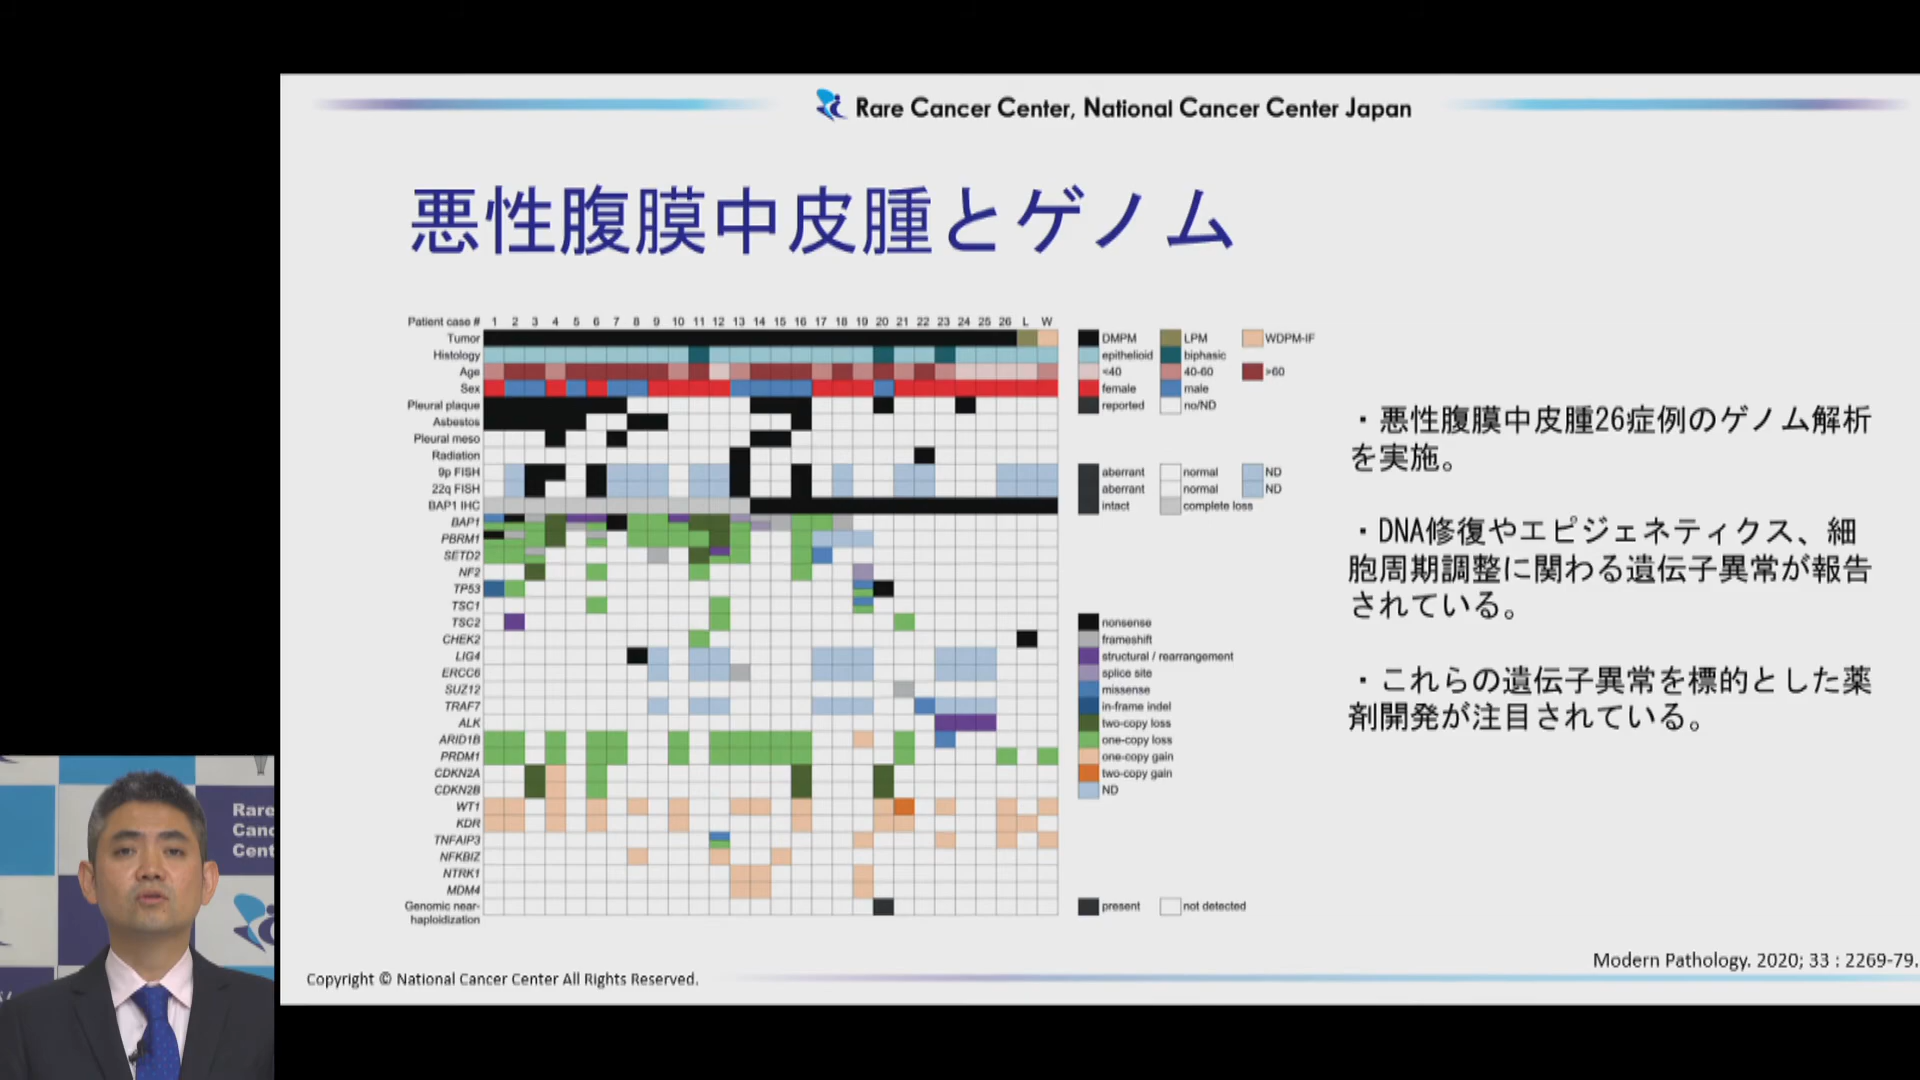 Rare Cancer Center, National Cancer Center Japan
悪性腹膜中皮腫とゲノム
Patient case # 1 2 3 4 5 6 7 8 9 10 11 12 13 14 15 16 17 18 19 20 21 22 23 24 25 26 L W
Tumor DMPM LPM WDPM-IF
Histology epithelioid biphasic
Age <40 40-60 >60
Sex female male
Pleural plaque reported no/ND
Asbestos
Pleural meso
Radiation
9p FISH aberrant normal ND
22q FISH aberrant normal ND
BAP1 IHC intact complete loss
BAP1
PBRM1
SETD2
NF2
TP53
TSC1
TSC2 nonsense
CHEK2 frameshift
LIG4 structural / rearrangement
ERCC6 splice site
SUZ12 missense
TRAF7 in-frame indel
ALK two-copy loss
ARID1B one-copy loss
PRDM1 one-copy gain
CDKN2A two-copy gain
CDKN2B ND
WT1
KDR
TNFAIP3
NFKBIZ
NTRK1
MDM4
Genomic near- present not detected
haploidization
・悪性腹膜中皮腫26症例のゲノム解析
を実施。
・DNA修復やエピジェネティクス、細
胞周期調整に関わる遺伝子異常が報告
されている。
・これらの遺伝子異常を標的とした薬
剤開発が注目されている。
Modern Pathology. 2020; 33 : 2269-79.
Copyright © National Cancer Center All Rights Reserved.
Rare
Canc
Cent